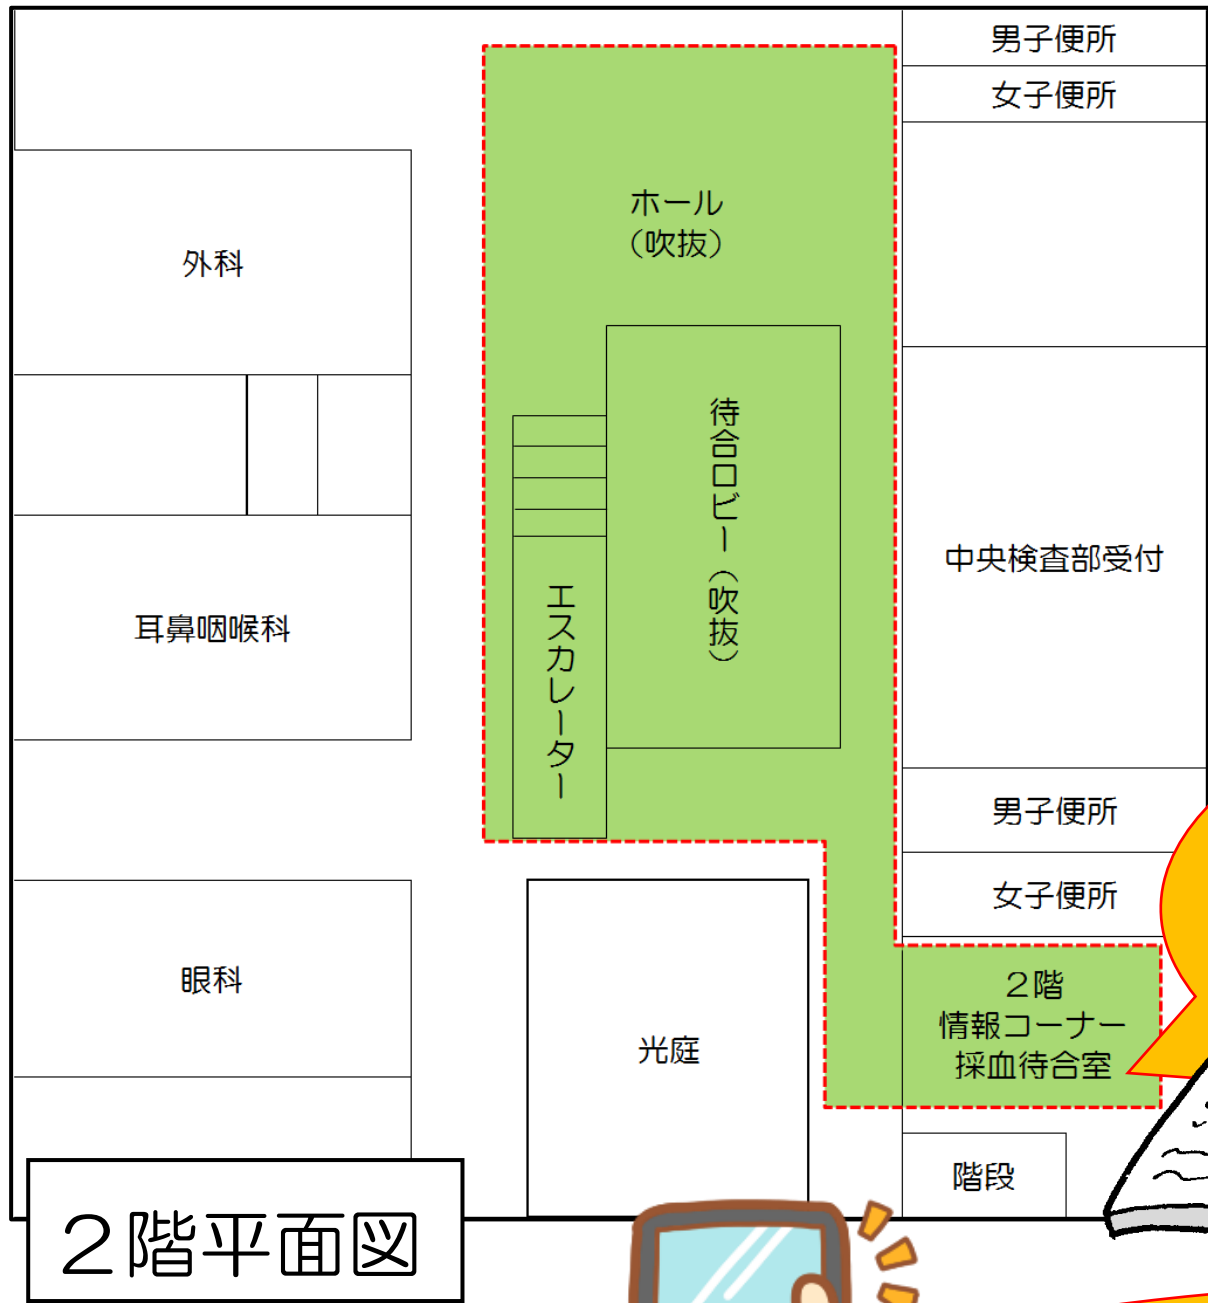 男子便所
女子便所
ホール
（吹抜）
外科
待合ロビー（吹抜）
中央検査部受付
エスカレーター
耳鼻咽喉科
男子便所
女子便所
眼科
2階
情報コーナー
採血待合室
光庭
階段
2階平面図